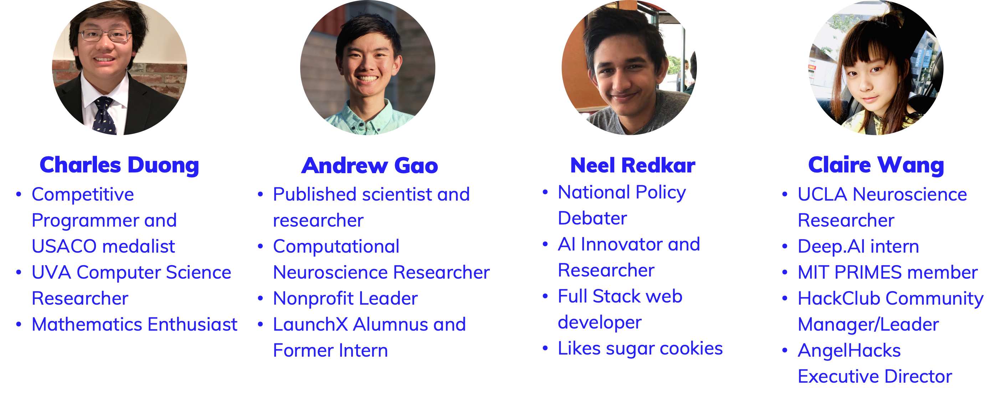 Charles Duong
• Competitive
Programmer and
USACO medalist
• UVA Computer Science
Researcher
• Mathematics Enthusiast
Andrew Gao
• Published scientist and
researcher
• Computational
Neuroscience Researcher
• Nonprofit Leader
• LaunchX Alumnus and
Former Intern
Neel Redkar
• National Policy
Debater
• AI Innovator and
Researcher
• Full Stack web
developer
• Likes sugar cookies
Claire Wang
• UCLA Neuroscience
Researcher
• Deep.AI intern
• MIT PRIMES member
• HackClub Community
Manager/Leader
• AngelHacks
Executive Director